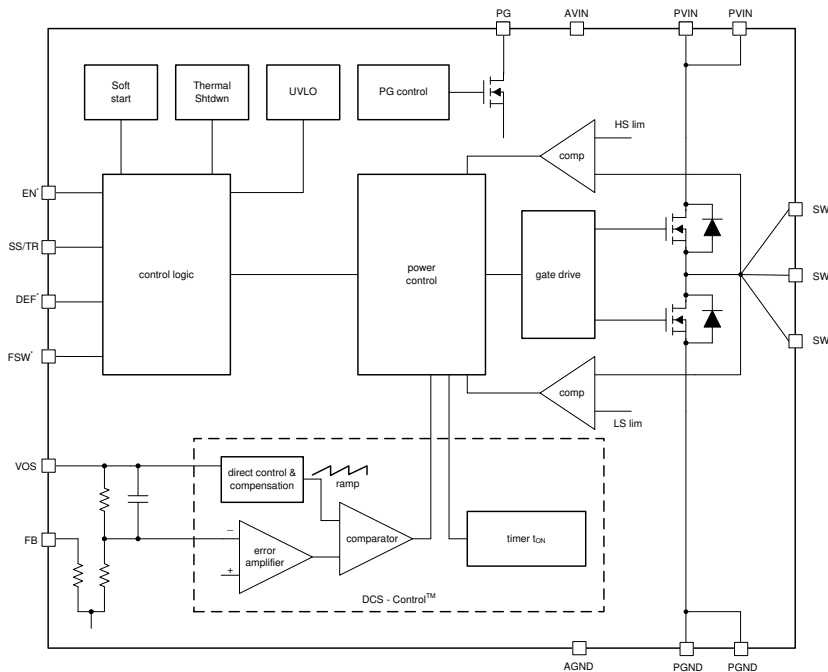 PG
AVIN
PVIN
PVIN
Soft
start
Thermal
Shtdwn
UVLO
PG control
HS lim
comp
EN*
SS/TR
DEF*
FSW*
control logic
power
control
gate drive
SW
SW
SW
comp
LS lim
VOS
FB
direct control &
compensation
ramp
−
+
error
amplifier
comparator
timer tON
DCS - Control™
AGND
PGND
PGND